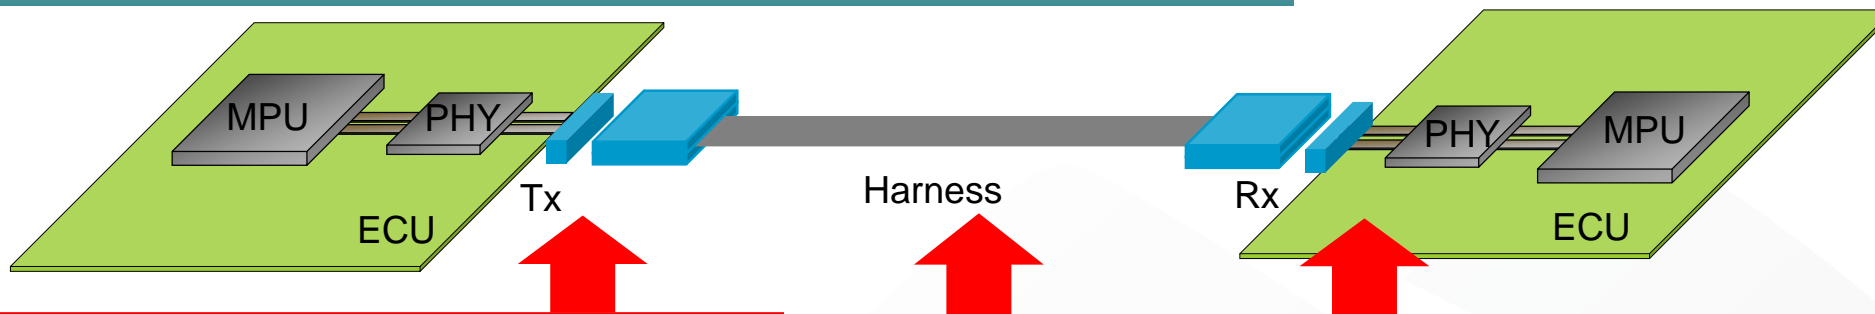 MPU
PHY
PHY
MPU
Tx
Harness
Rx
ECU
ECU